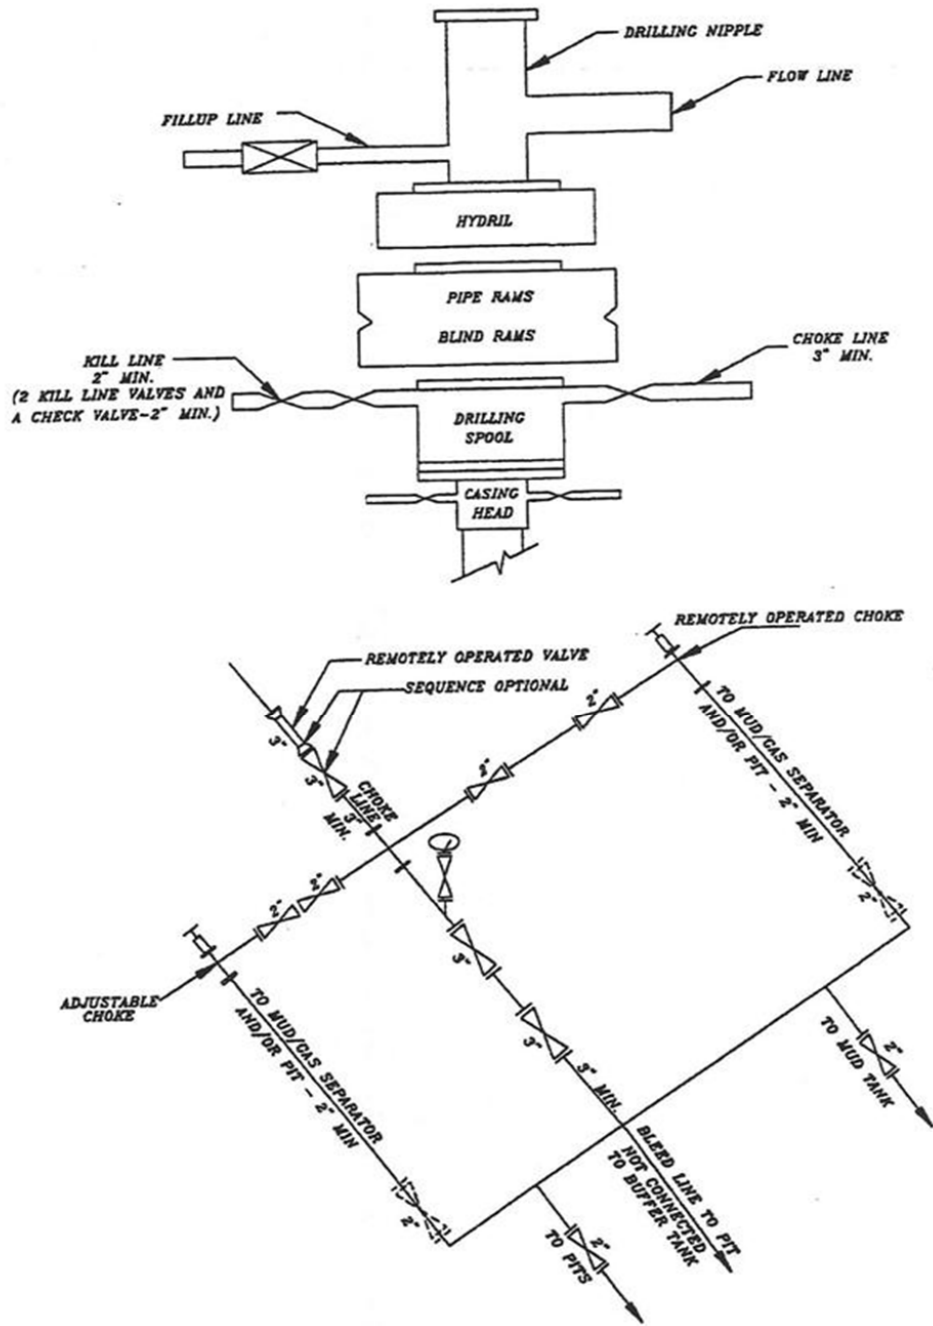 DRILLING NIPPLE
FLOW LINE
FILLUP LINE
HYDRIL
PIPE RAMS
BLIND RAMS
KILL LINE
2" MIN.
(2 KILL LINE VALVES AND
A CHECK VALVE-2" MIN.)
CHOKE LINE
3" MIN.
DRILLING
SPOOL
CASING
HEAD
REMOTELY OPERATED CHOKE
REMOTELY OPERATED VALVE
SEQUENCE OPTIONAL
3"
3"
CHOKE
LINE
3"
MIN.
2"
2"
2"
2"
TO MUD/GAS SEPARATOR
AND/OR PIT - 2" MIN
2"
3"
3"
3" MIN.
ADJUSTABLE
CHOKE
TO MUD/GAS SEPARATOR
AND/OR PIT - 2" MIN
2"
2"
TO MUD TANK
BLEED LINE TO PIT
NOT CONNECTED
TO BUFFER TANK
2"
TO PITS